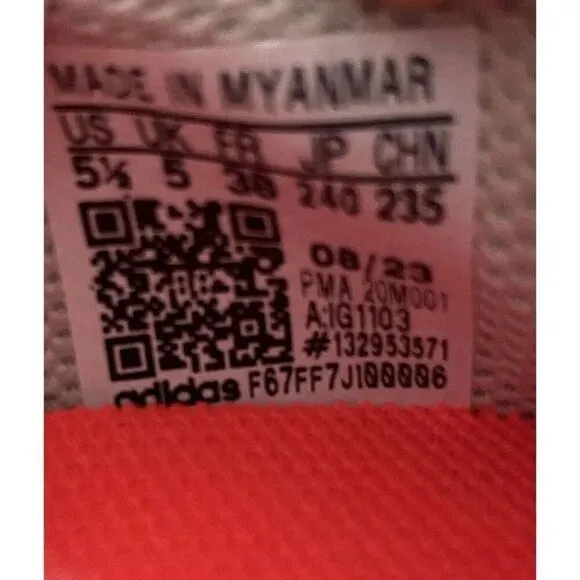 MADE IN MYANMAR
US UK FR JP CHN
5½ 5 38 240 235
08/23
PMA 20M001
A:IG1103
#132953571
adidas F67FF7J100006